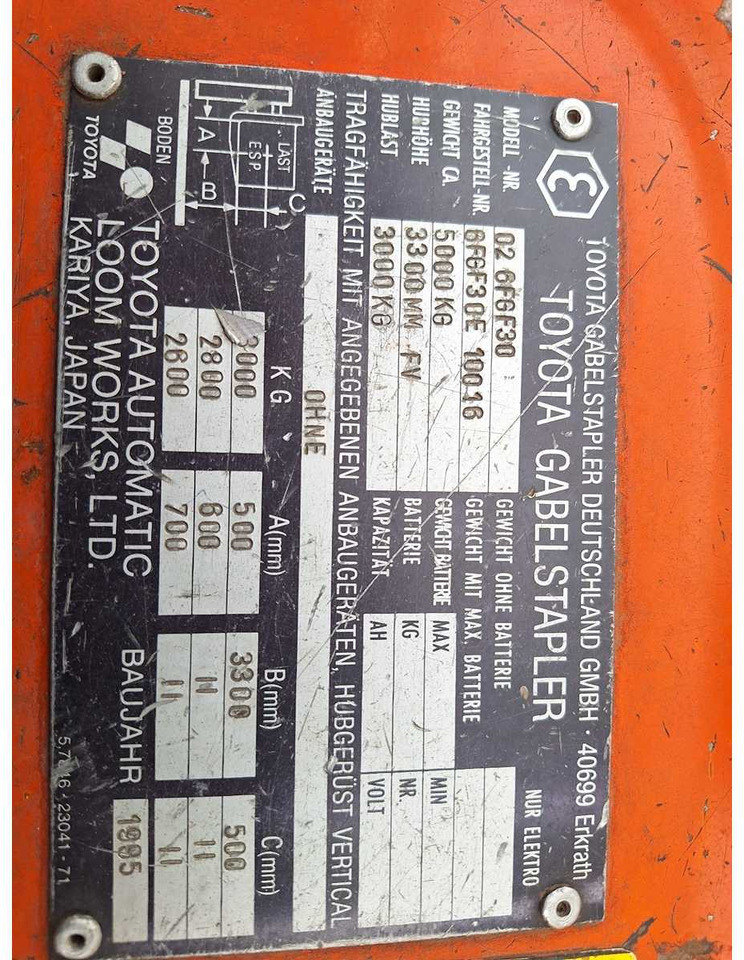 TOYOTA GABELSTAPLER DEUTSCHLAND GMBH · 40699 Erkrath
TOYOTA GABELSTAPLER
NUR ELEKTRO
MODELL -NR. 02 6FGF30 GEWICHT OHNE BATTERIE
FAHRGESTELL-NR. 6FGF30E 10016 GEWICHT MIT MAX. BATTERIE
GEWICHT CA. 5000 KG GEWICHT BATTERIE MAX MIN
HUBHÖHE 3300 MM FV BATTERIE KG NR.
HUBLAST 3000 KG KAPAZITÄT AH VOLT
TRAGFÄHIGKEIT MIT ANGEGEBENEN ANBAUGERÄTEN, HUBGERÜST VERTICAL
ANBAUGERÄTE OHNE
LAST
E.S.P.
A
B
C
BODEN
KG A(mm) B(mm) C(mm)
3000 500 3300 500
2800 600 " "
2600 700 " "
TOYOTA
TOYOTA AUTOMATIC
LOOM WORKS, LTD.
KARIYA, JAPAN
BAUJAHR 1995